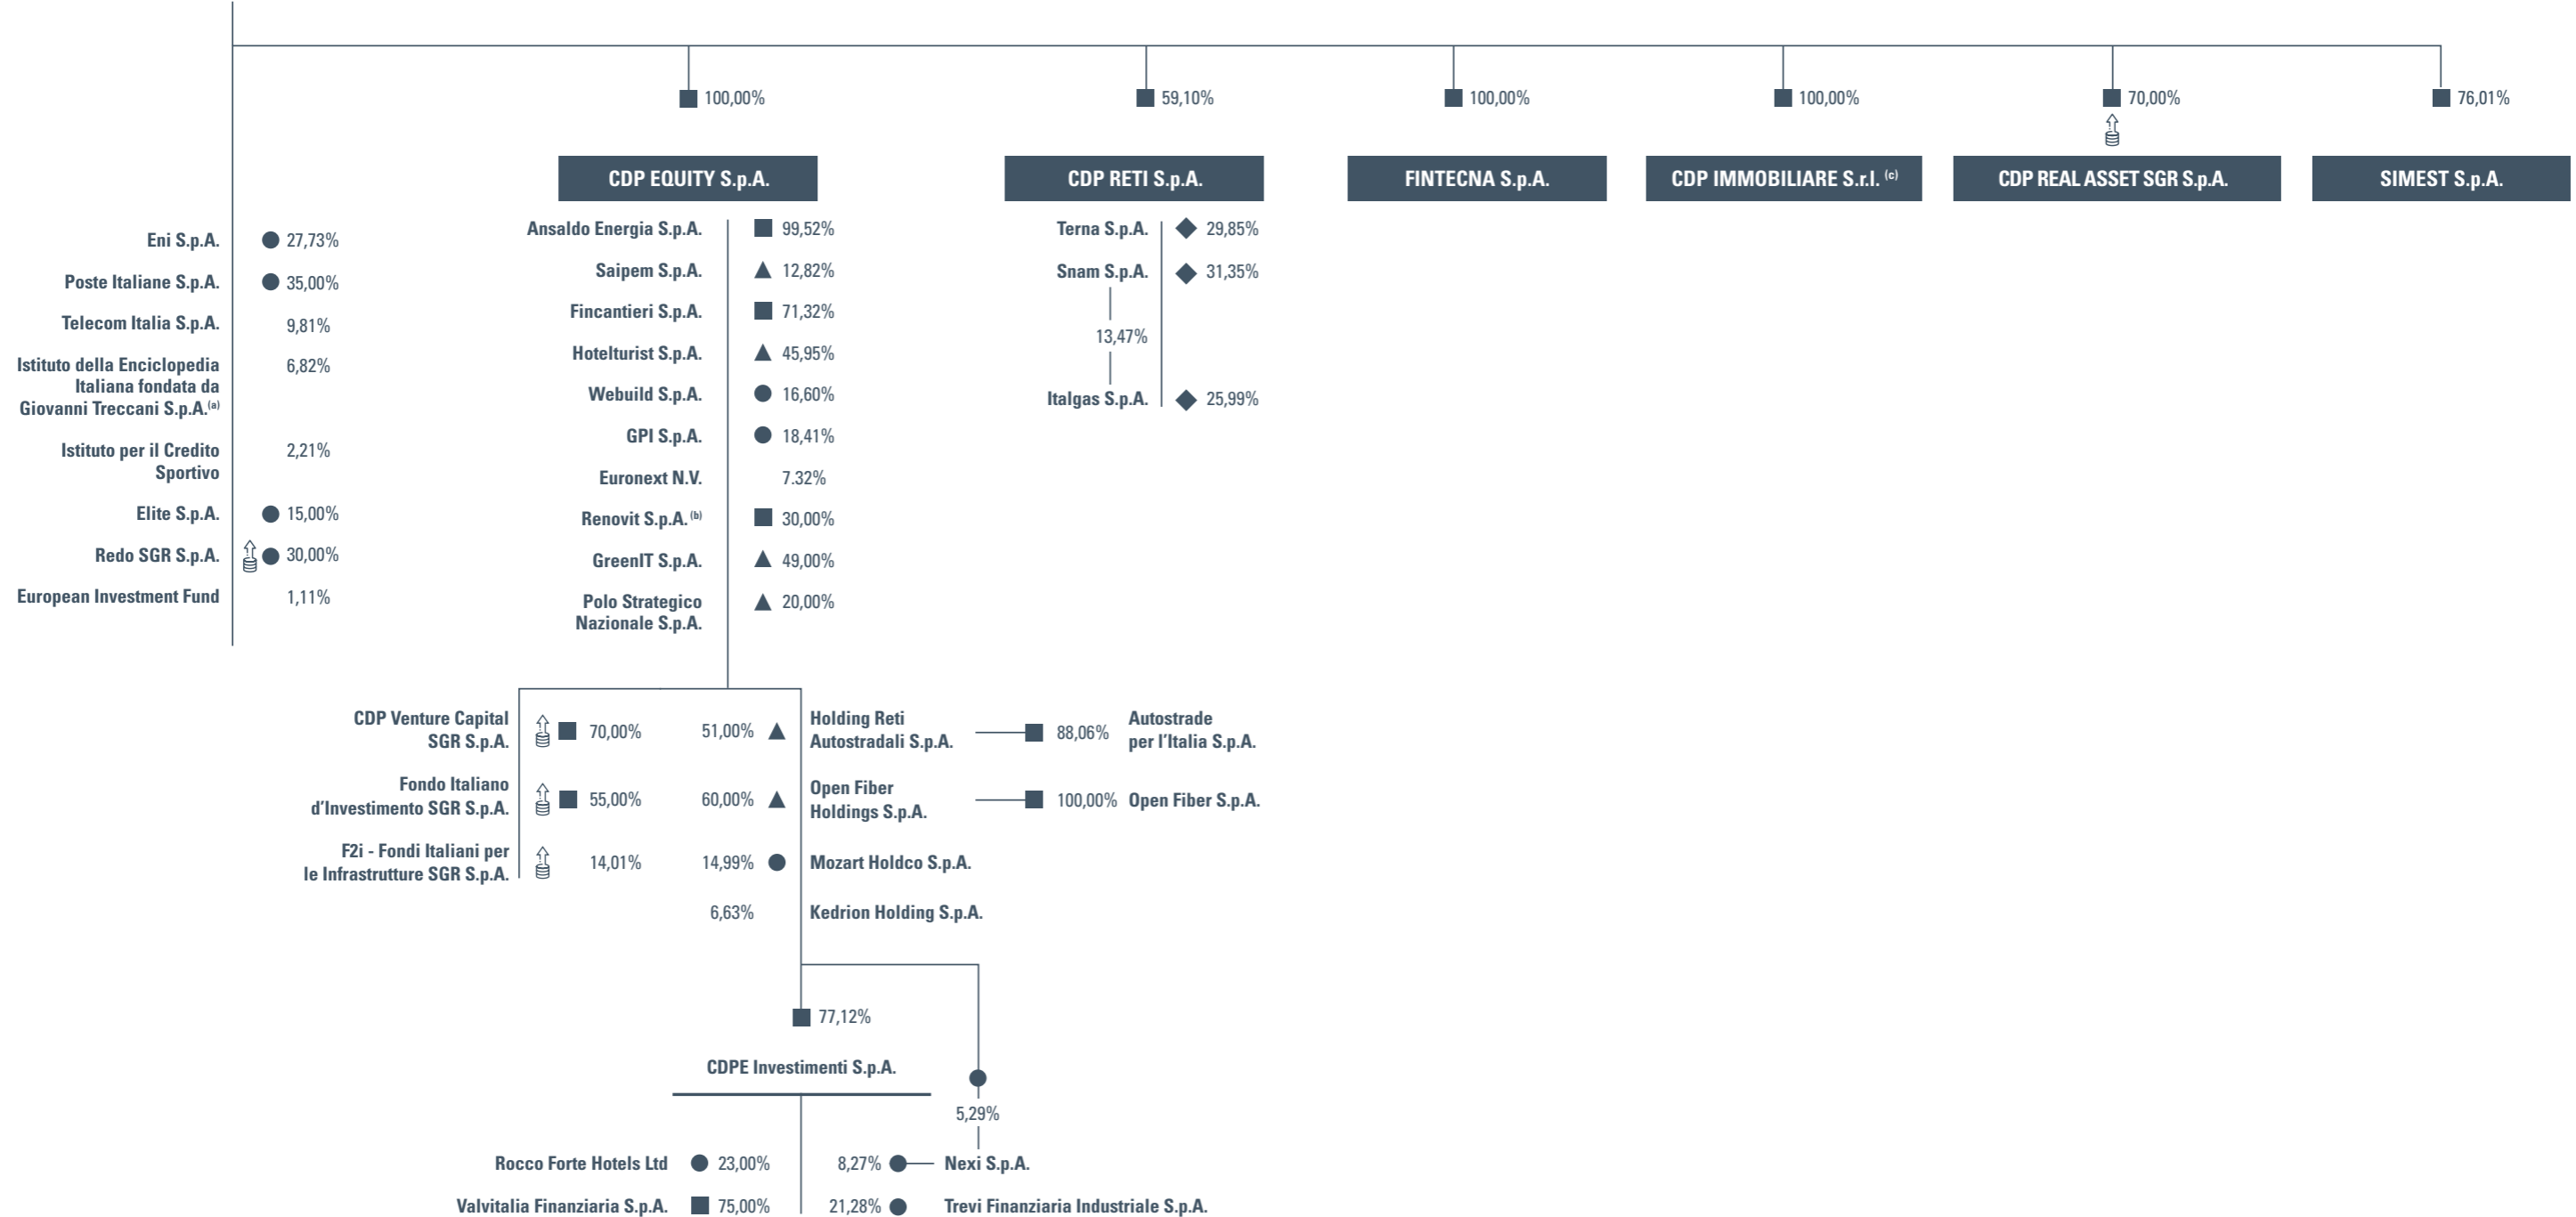 100,00%
59,10%
100,00%
100,00%
70,00%
76,01%
CDP EQUITY S.p.A.
CDP RETI S.p.A.
FINTECNA S.p.A.
CDP IMMOBILIARE S.r.l. (c)
CDP REAL ASSET SGR S.p.A.
SIMEST S.p.A.
Eni S.p.A. 27,73%
Poste Italiane S.p.A. 35,00%
Telecom Italia S.p.A. 9,81%
Istituto della Enciclopedia 6,82%
Italiana fondata da
Giovanni Treccani S.p.A.(a)
Istituto per il Credito 2,21%
Sportivo
Elite S.p.A. 15,00%
Redo SGR S.p.A. 30,00%
European Investment Fund 1,11%
Ansaldo Energia S.p.A. 99,52%
Saipem S.p.A. 12,82%
Fincantieri S.p.A. 71,32%
Hotelturist S.p.A. 45,95%
Webuild S.p.A. 16,60%
GPI S.p.A. 18,41%
Euronext N.V. 7.32%
Renovit S.p.A. (b) 30,00%
GreenIT S.p.A. 49,00%
Polo Strategico 20,00%
Nazionale S.p.A.
Terna S.p.A. 29,85%
Snam S.p.A. 31,35%
13,47%
Italgas S.p.A. 25,99%
CDP Venture Capital
SGR S.p.A. 70,00%
Fondo Italiano
d'Investimento SGR S.p.A. 55,00%
F2i - Fondi Italiani per
le Infrastrutture SGR S.p.A. 14,01%
51,00% Holding Reti
Autostradali S.p.A.
88,06% Autostrade
per l'Italia S.p.A.
60,00% Open Fiber
Holdings S.p.A.
100,00% Open Fiber S.p.A.
14,99% Mozart Holdco S.p.A.
6,63% Kedrion Holding S.p.A.
77,12%
CDPE Investimenti S.p.A.
5,29%
Rocco Forte Hotels Ltd 23,00%
8,27% Nexi S.p.A.
Valvitalia Finanziaria S.p.A. 75,00%
21,28% Trevi Finanziaria Industriale S.p.A.